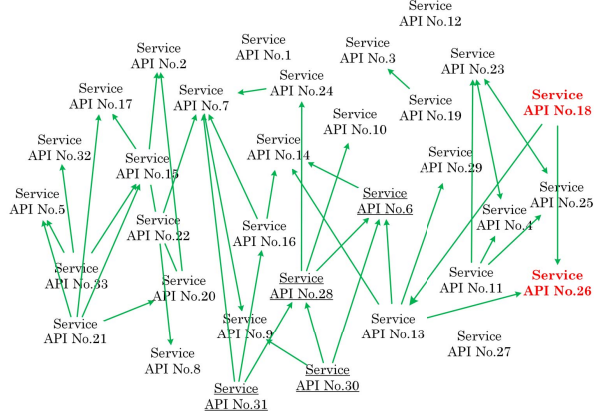 Service
API No.12
Service
API No.1
Service
API No.3
Service
API No.2
Service
API No.23
Service
API No.24
Service
API No.17
Service
API No.7
Service
API No.18
Service
API No.19
Service
API No.10
Service
API No.32
Service
API No.14
Service
API No.29
Service
API No.15
Service
API No.25
Service
API No.5
Service
API No.6
Service
API No.4
Service
API No.22
Service
API No.16
Service
API No.33
Service
API No.11
Service
API No.26
Service
API No.20
Service
API No.28
Service
API No.21
Service
API No.9
Service
API No.13
Service
API No.27
Service
API No.8
Service
API No.30
Service
API No.31